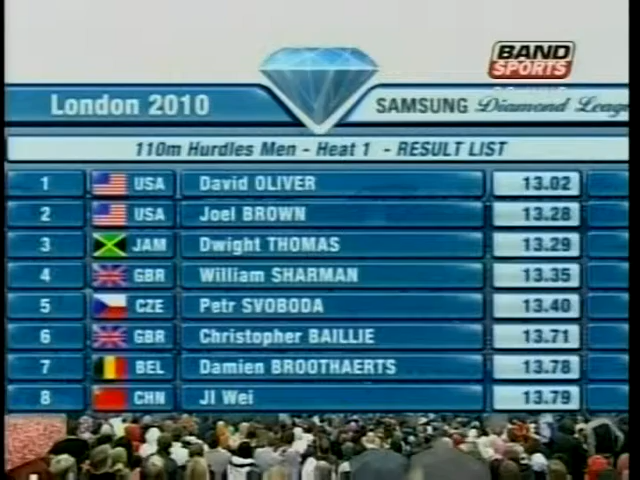 BAND
SPORTS
London 2010
SAMSUNG Diamond Leag
110m Hurdles Men - Heat 1 - RESULT LIST
1 USA David OLIVER 13.02
2 USA Joel BROWN 13.28
3 JAM Dwight THOMAS 13.29
4 GBR William SHARMAN 13.35
5 CZE Petr SVOBODA 13.40
6 GBR Christopher BAILLIE 13.71
7 BEL Damien BROOTHAERTS 13.78
8 CHN JI Wei 13.79